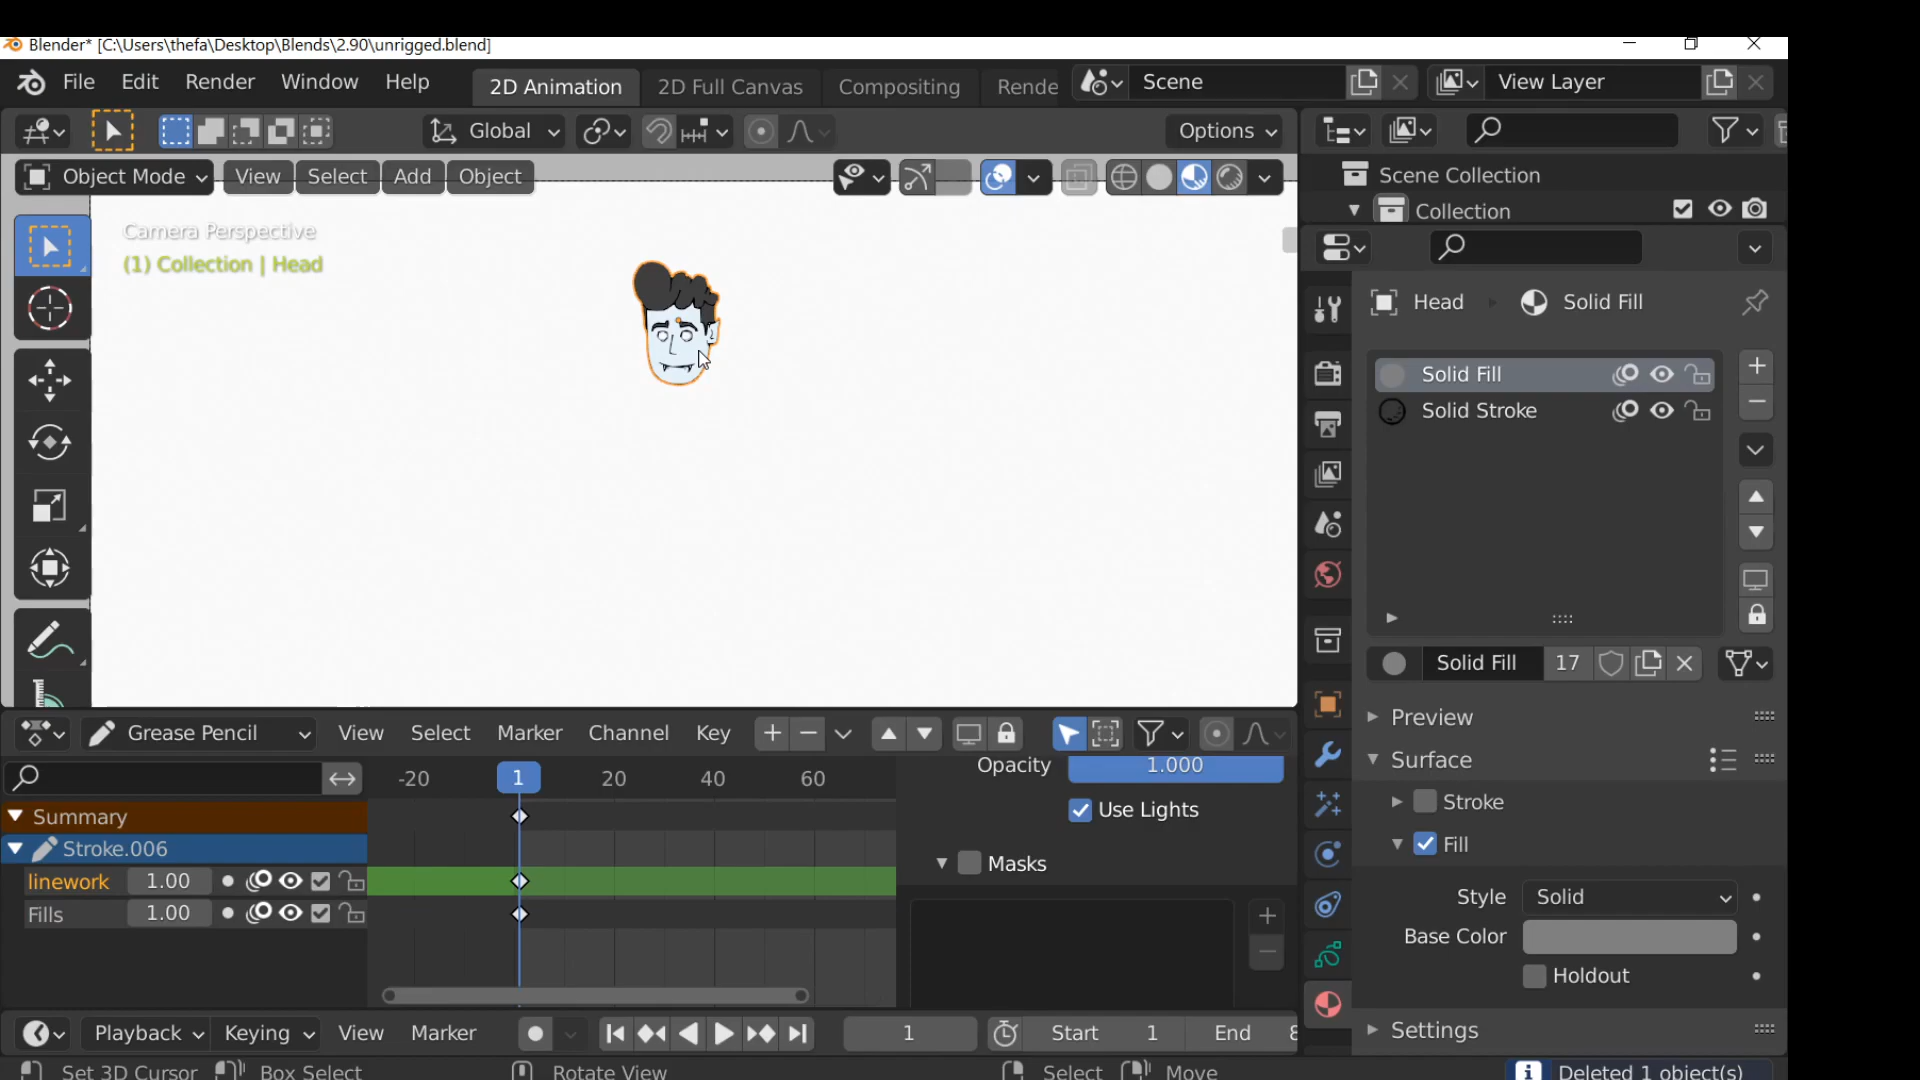 Blender* [C:\Users\thefa\Desktop\Blends\2.90\unrigged.blend]
File Edit Render Window Help 2D Animation 2D Full Canvas Compositing Rende Scene View Layer
Global Options
Object Mode View Select Add Object
Scene Collection
Collection
Camera Perspective
(1) Collection | Head
Head Solid Fill
Solid Fill
Solid Stroke
Solid Fill 17
Preview
Surface
Stroke
Fill
Style Solid
Base Color
Holdout
Settings
Grease Pencil View Select Marker Channel Key
-20 1 20 40 60
Opacity 1.000
Use Lights
Masks
Summary
Stroke.006
linework 1.00
Fills 1.00
Playback Keying View Marker 1 Start 1 End 8
Set 3D Cursor Box Select Rotate View Select Move Deleted 1 object(s)